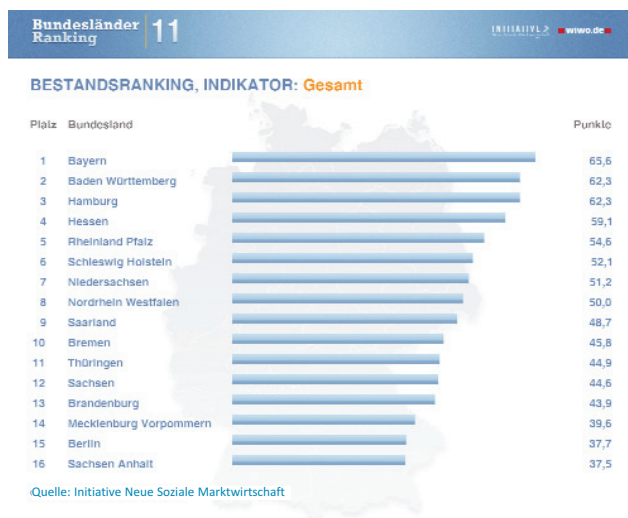 Bundesländer
Ranking 11
INITIATIVE wiwo.de
BESTANDSRANKING, INDIKATOR: Gesamt
Platz Bundesland Punkte
1 Bayern 65,6
2 Baden Württemberg 62,3
3 Hamburg 62,3
4 Hessen 59,1
5 Rheinland Pfalz 54,6
6 Schleswig Holstein 52,1
7 Niedersachsen 51,2
8 Nordrhein Westfalen 50,0
9 Saarland 48,7
10 Bremen 45,8
11 Thüringen 44,9
12 Sachsen 44,6
13 Brandenburg 43,9
14 Mecklenburg Vorpommern 39,6
15 Berlin 37,7
16 Sachsen Anhalt 37,5
Quelle: Initiative Neue Soziale Marktwirtschaft